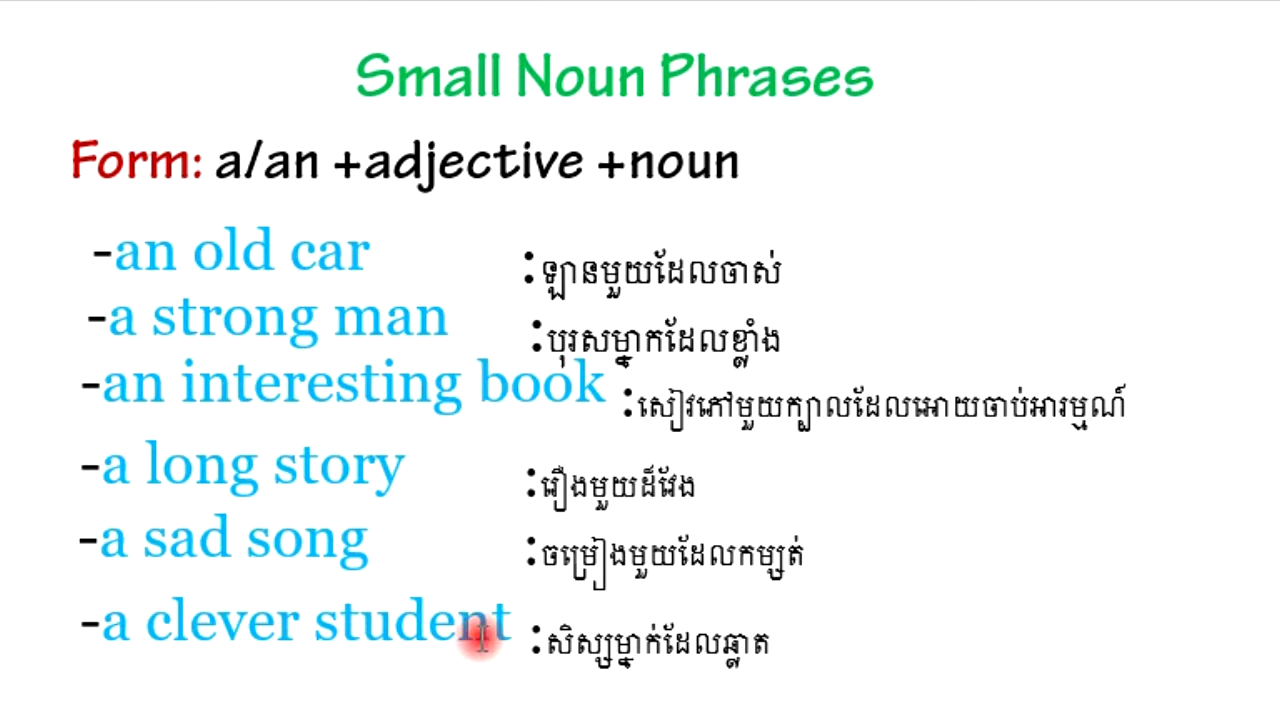 Small Noun Phrases
Form: a/an +adjective +noun
-an old car :ឡានមួយដែលចាស់
-a strong man :បុរសម្នាកដែលខ្លាំង
-an interesting book :សៀវភៅមួយក្បាលដែលអោយចាប់អារម្មណ៍
-a long story :រឿងមួយដ៏វែង
-a sad song :ចម្រៀងមួយដែលកម្សត់
-a clever student :សិស្សម្នាក់ដែលឆ្លាត